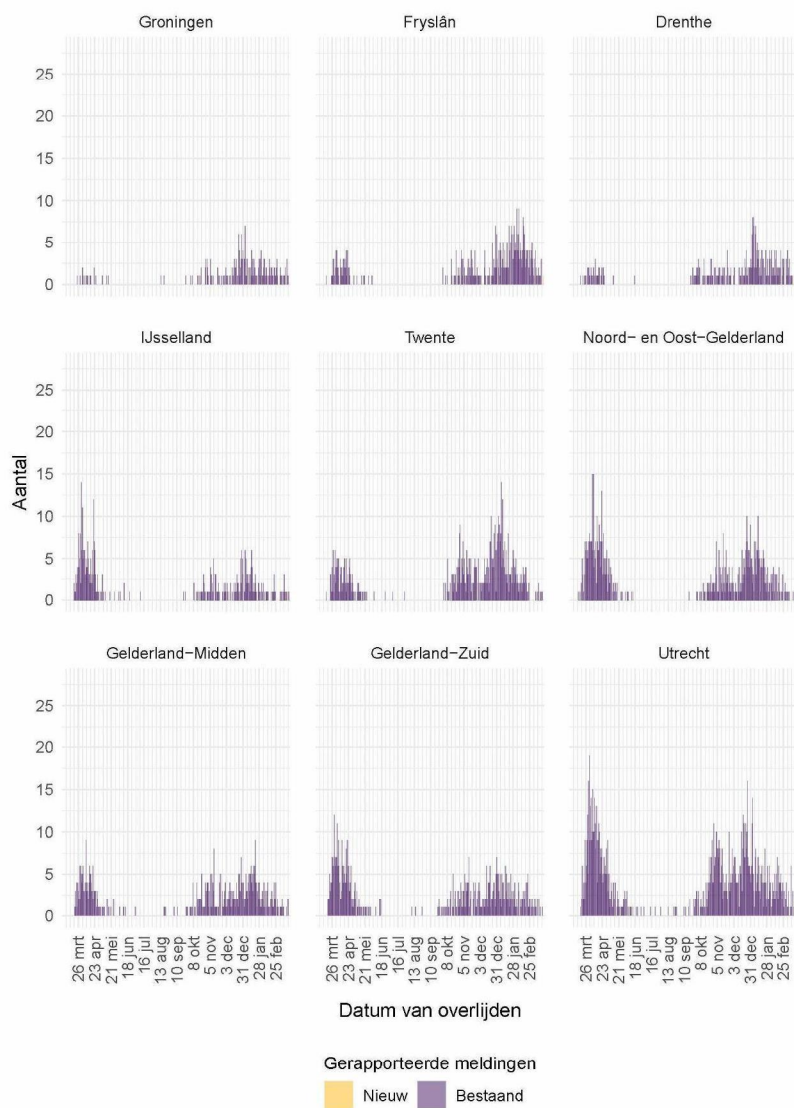 Groningen
Fryslân
Drenthe
25
20
15
10
5
0
IJsselland
Twente
Noord- en Oost-Gelderland
25
20
15
10
5
0
Gelderland-Midden
Gelderland-Zuid
Utrecht
25
20
15
10
5
0
Aantal
26 mrt
23 apr
21 mei
18 jun
16 jul
13 aug
10 sep
8 okt
5 nov
3 dec
31 dec
28 jan
25 feb
26 mrt
23 apr
21 mei
18 jun
16 jul
13 aug
10 sep
8 okt
5 nov
3 dec
31 dec
28 jan
25 feb
26 mrt
23 apr
21 mei
18 jun
16 jul
13 aug
10 sep
8 okt
5 nov
3 dec
31 dec
28 jan
25 feb
Datum van overlijden
Gerapporteerde meldingen
Nieuw Bestaand